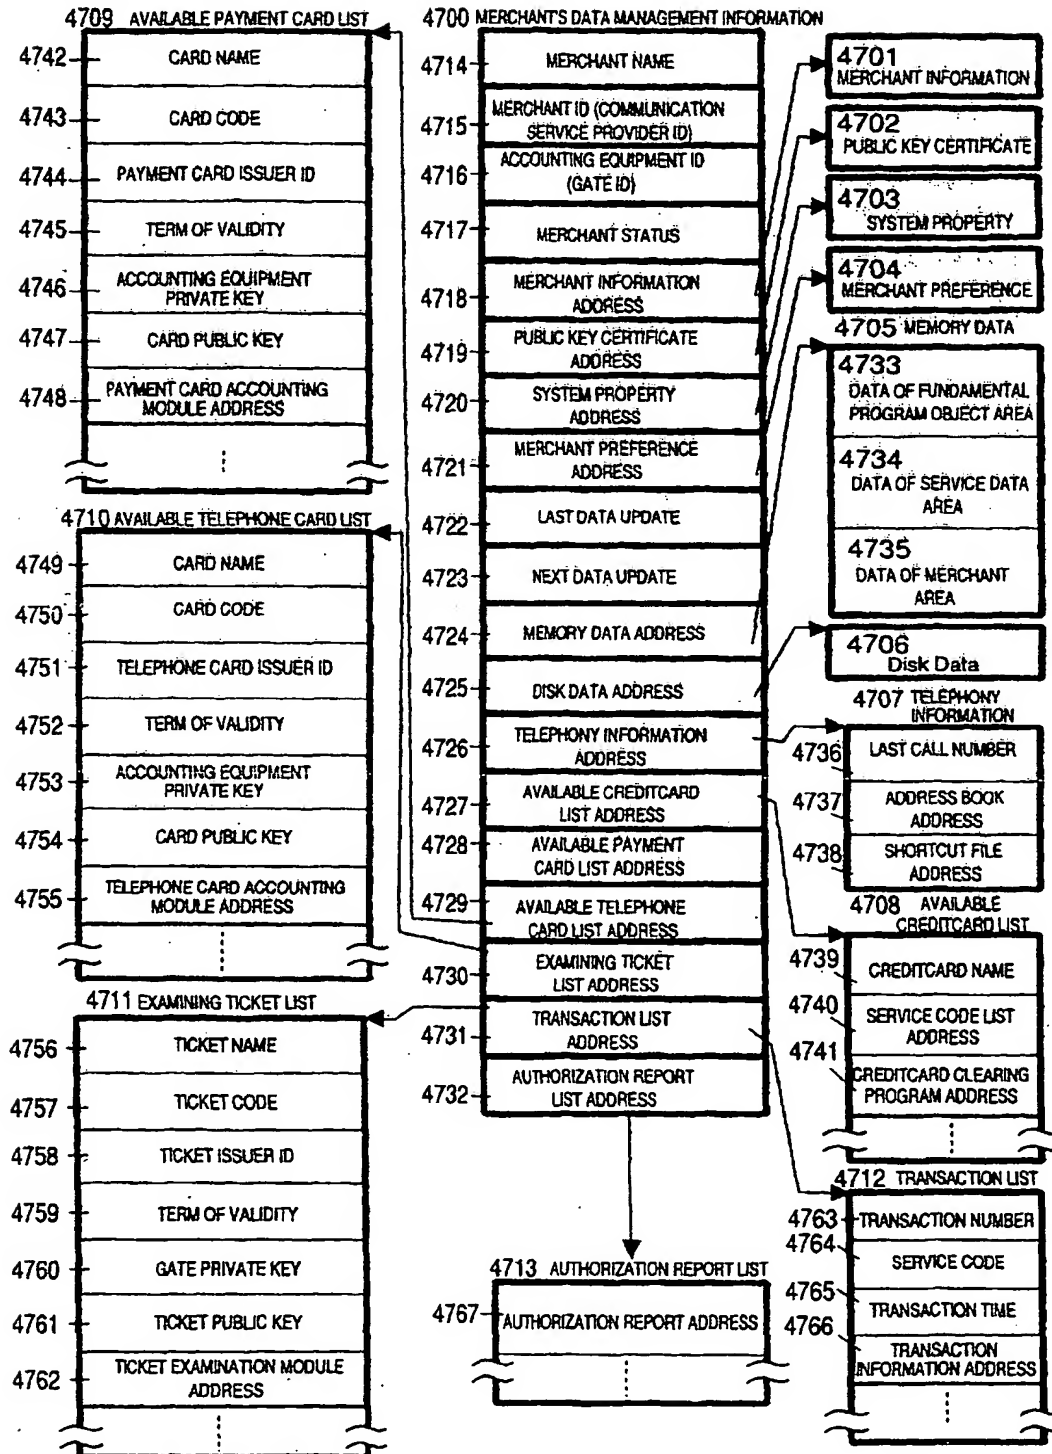 4709 AVAILABLE PAYMENT CARD LIST
4742 CARD NAME
4743 CARD CODE
4744 PAYMENT CARD ISSUER ID
4745 TERM OF VALIDITY
4746 ACCOUNTING EQUIPMENT
PRIVATE KEY
4747 CARD PUBLIC KEY
4748 PAYMENT CARD ACCOUNTING
MODULE ADDRESS
4710 AVAILABLE TELEPHONE CARD LIST
4749 CARD NAME
4750 CARD CODE
4751 TELEPHONE CARD ISSUER ID
4752 TERM OF VALIDITY
4753 ACCOUNTING EQUIPMENT
PRIVATE KEY
4754 CARD PUBLIC KEY
4755 TELEPHONE CARD ACCOUNTING
MODULE ADDRESS
4711 EXAMINING TICKET LIST
4756 TICKET NAME
4757 TICKET CODE
4758 TICKET ISSUER ID
4759 TERM OF VALIDITY
4760 GATE PRIVATE KEY
4761 TICKET PUBLIC KEY
4762 TICKET EXAMINATION MODULE
ADDRESS
4700 MERCHANT'S DATA MANAGEMENT INFORMATION
4714 MERCHANT NAME
4715 MERCHANT ID (COMMUNICATION
SERVICE PROVIDER ID)
4716 ACCOUNTING EQUIPMENT ID
(GATE ID)
4717 MERCHANT STATUS
4718 MERCHANT INFORMATION
ADDRESS
4719 PUBLIC KEY CERTIFICATE
ADDRESS
4720 SYSTEM PROPERTY
ADDRESS
4721 MERCHANT PREFERENCE
ADDRESS
4722 LAST DATA UPDATE
4723 NEXT DATA UPDATE
4724 MEMORY DATA ADDRESS
4725 DISK DATA ADDRESS
4726 TELEPHONY INFORMATION
ADDRESS
4727 AVAILABLE CREDITCARD
LIST ADDRESS
4728 AVAILABLE PAYMENT
CARD LIST ADDRESS
4729 AVAILABLE TELEPHONE
CARD LIST ADDRESS
4730 EXAMINING TICKET
LIST ADDRESS
4731 TRANSACTION LIST
ADDRESS
4732 AUTHORIZATION REPORT
LIST ADDRESS
4713 AUTHORIZATION REPORT LIST
4767 AUTHORIZATION REPORT ADDRESS
4701
MERCHANT INFORMATION
4702
PUBLIC KEY CERTIFICATE
4703
SYSTEM PROPERTY
4704
MERCHANT PREFERENCE
4705 MEMORY DATA
4733
DATA OF FUNDAMENTAL
PROGRAM OBJECT AREA
4734
DATA OF SERVICE DATA
AREA
4735
DATA OF MERCHANT
AREA
4706
Disk Data
4707 TELEPHONY
INFORMATION
4736 LAST CALL NUMBER
4737 ADDRESS BOOK
ADDRESS
4738 SHORTCUT FILE
ADDRESS
4708 AVAILABLE
CREDITCARD LIST
4739 CREDITCARD NAME
4740 SERVICE CODE LIST
ADDRESS
4741 CREDITCARD CLEARING
PROGRAM ADDRESS
4712 TRANSACTION LIST
4763 TRANSACTION NUMBER
4764 SERVICE CODE
4765 TRANSACTION TIME
4766 TRANSACTION
INFORMATION ADDRESS